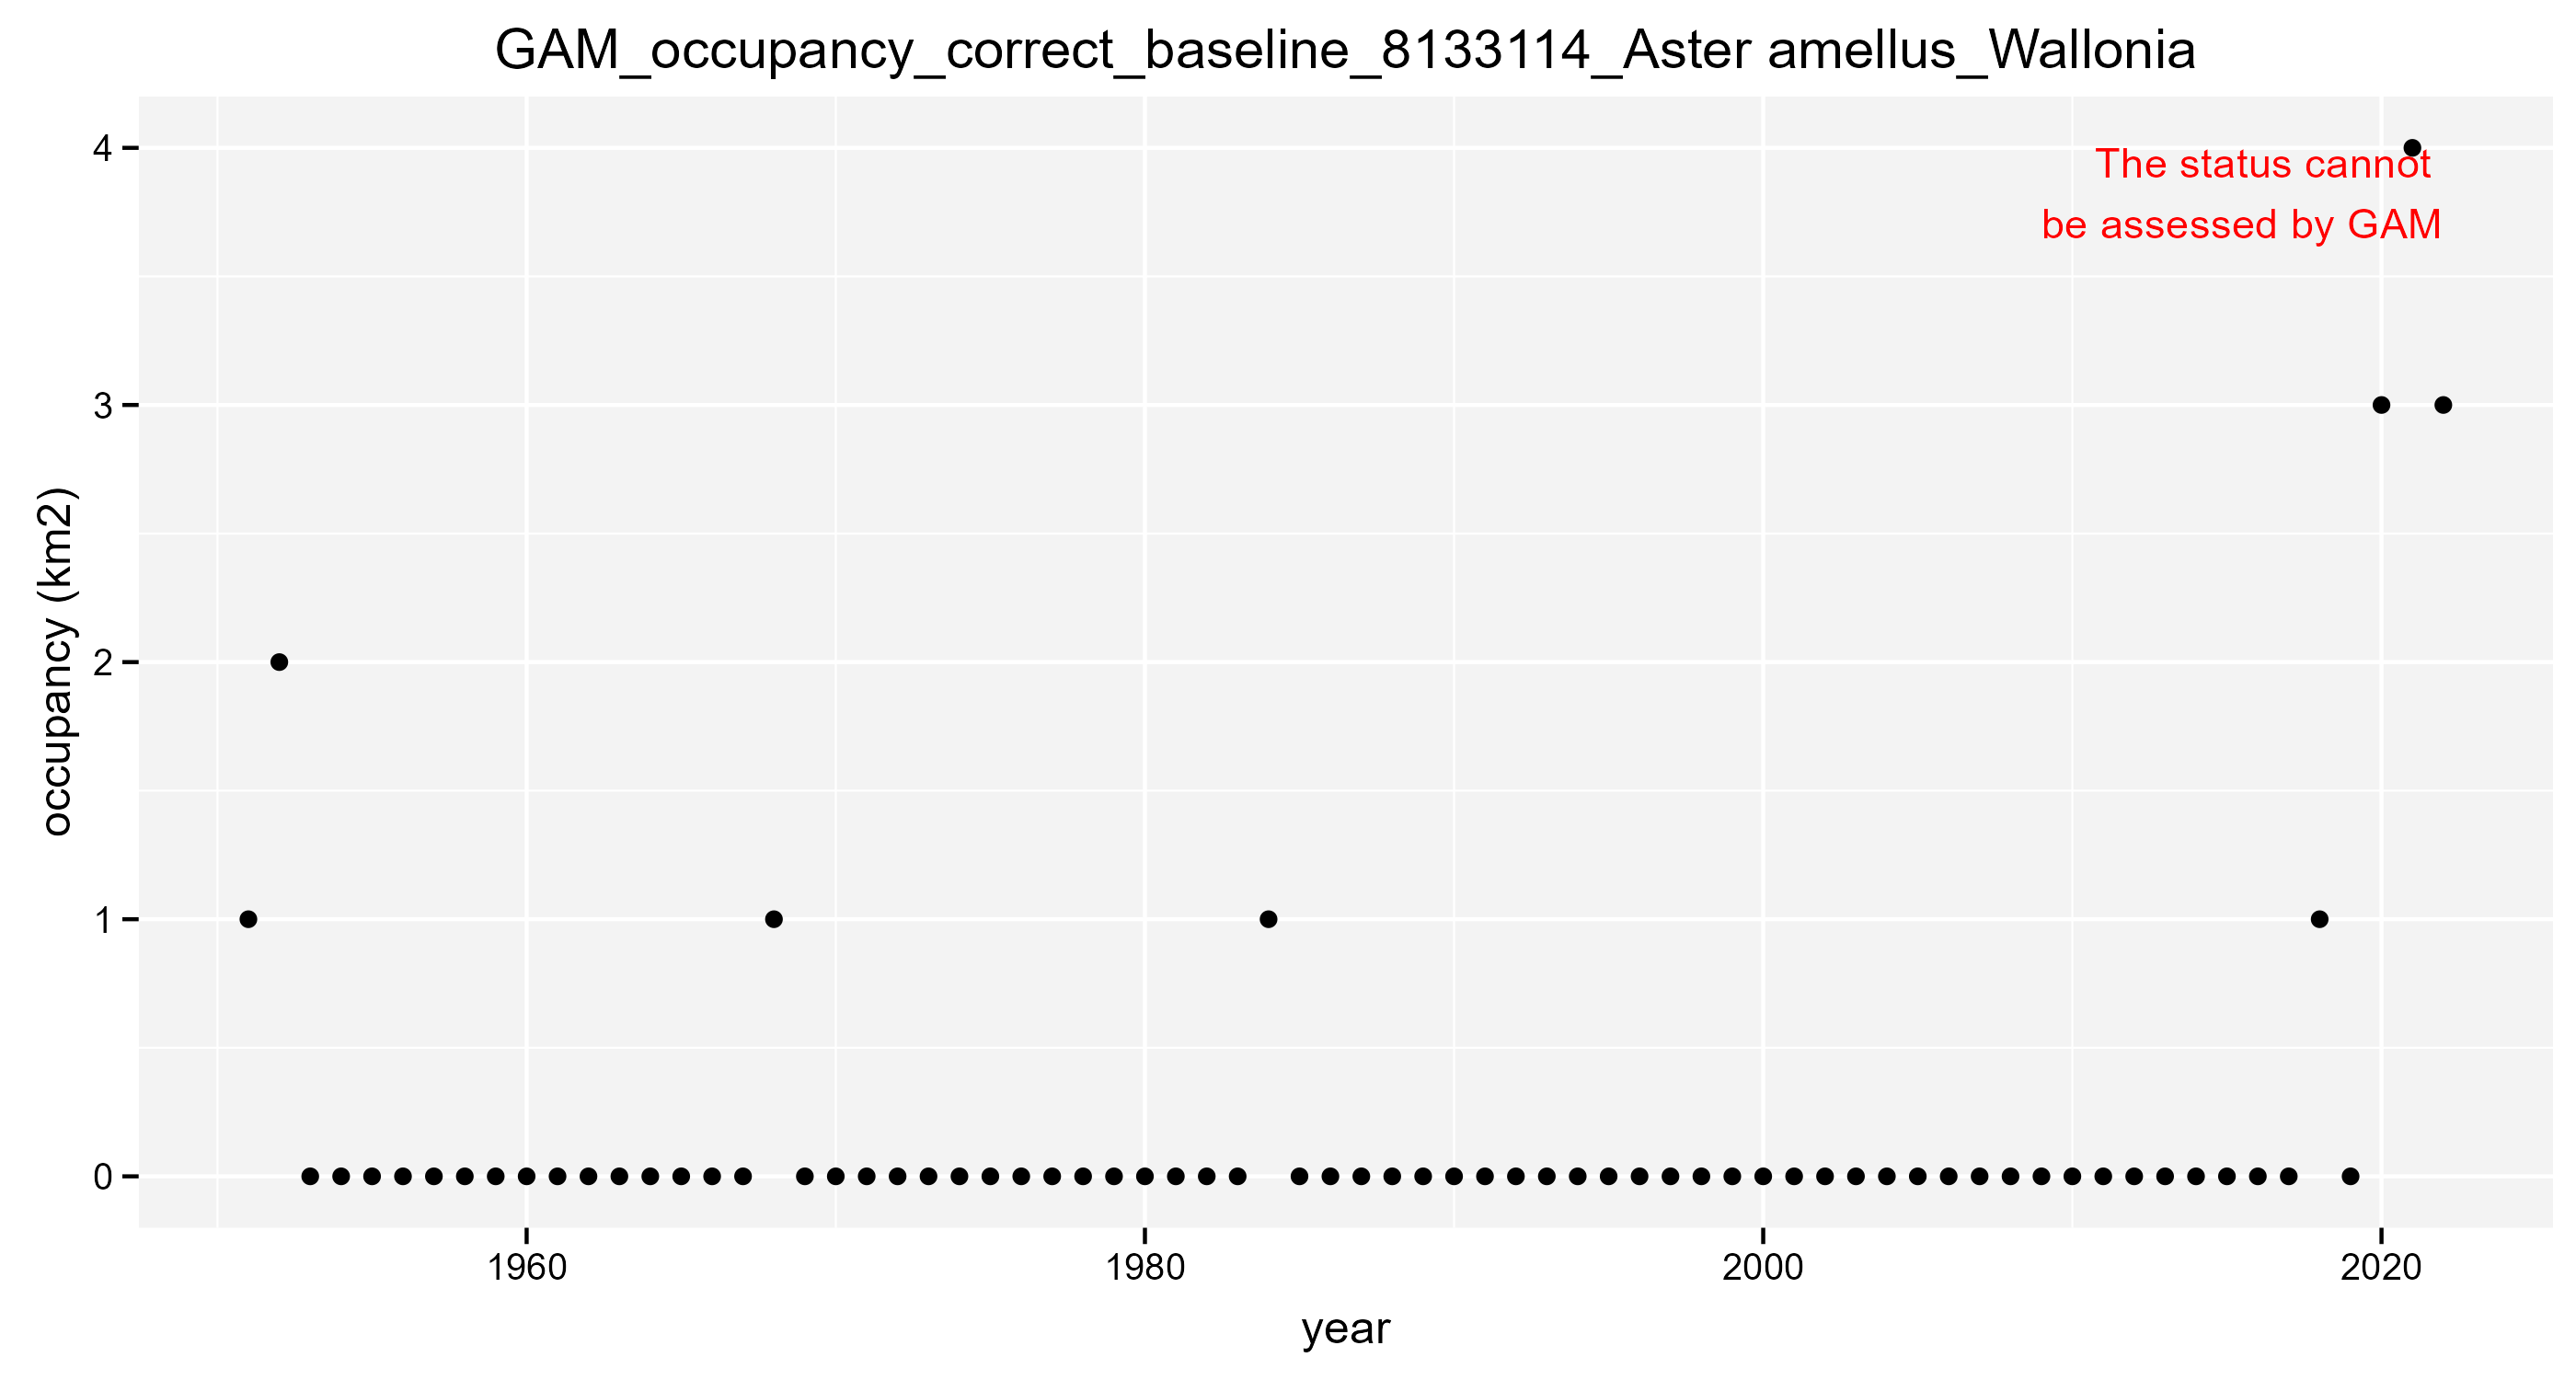 GAM_occupancy_correct_baseline_8133114_Aster amellus_Wallonia
4
The status cannot
be assessed by GAM
3
occupancy (km2)
2
1
0
1960 1980 2000 2020
year